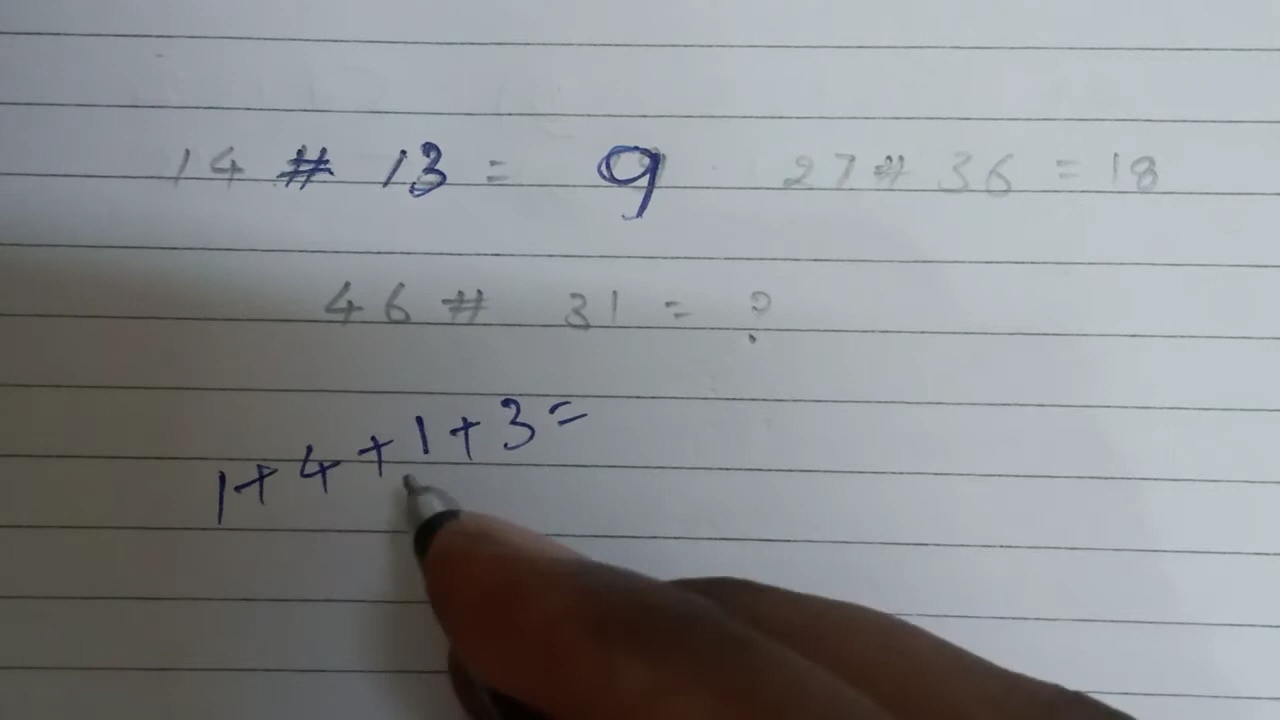 14 # 13 = 9 27 # 36 = 18
46 # 31 = ?
1 + 4 + 1 + 3 =